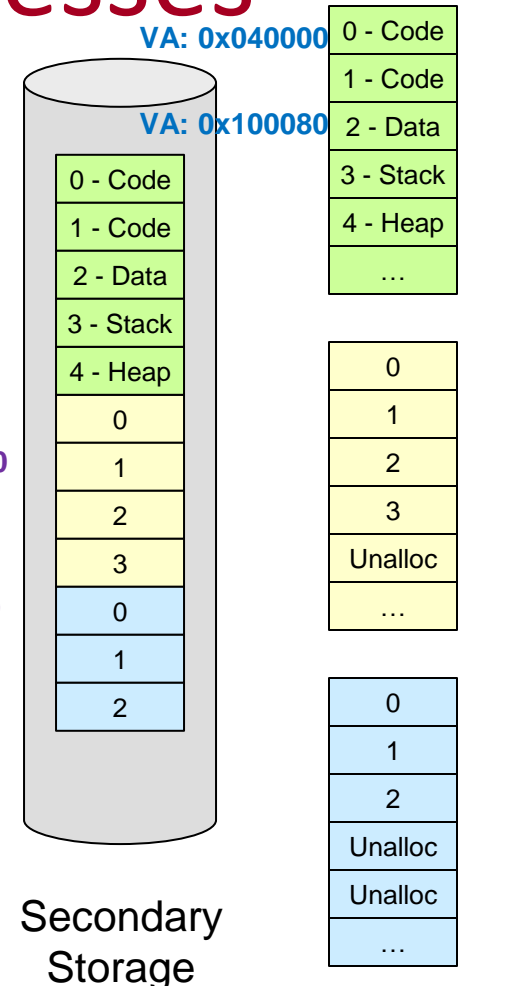 esses
VA: 0x040000
0 - Code
1 - Code
VA: 0x100080
2 - Data
3 - Stack
4 - Heap
…
0 - Code
1 - Code
2 - Data
3 - Stack
4 - Heap
0
1
2
3
0
1
2
0
0
1
2
3
Unalloc
…
0
1
2
Unalloc
Unalloc
…
Secondary
Storage